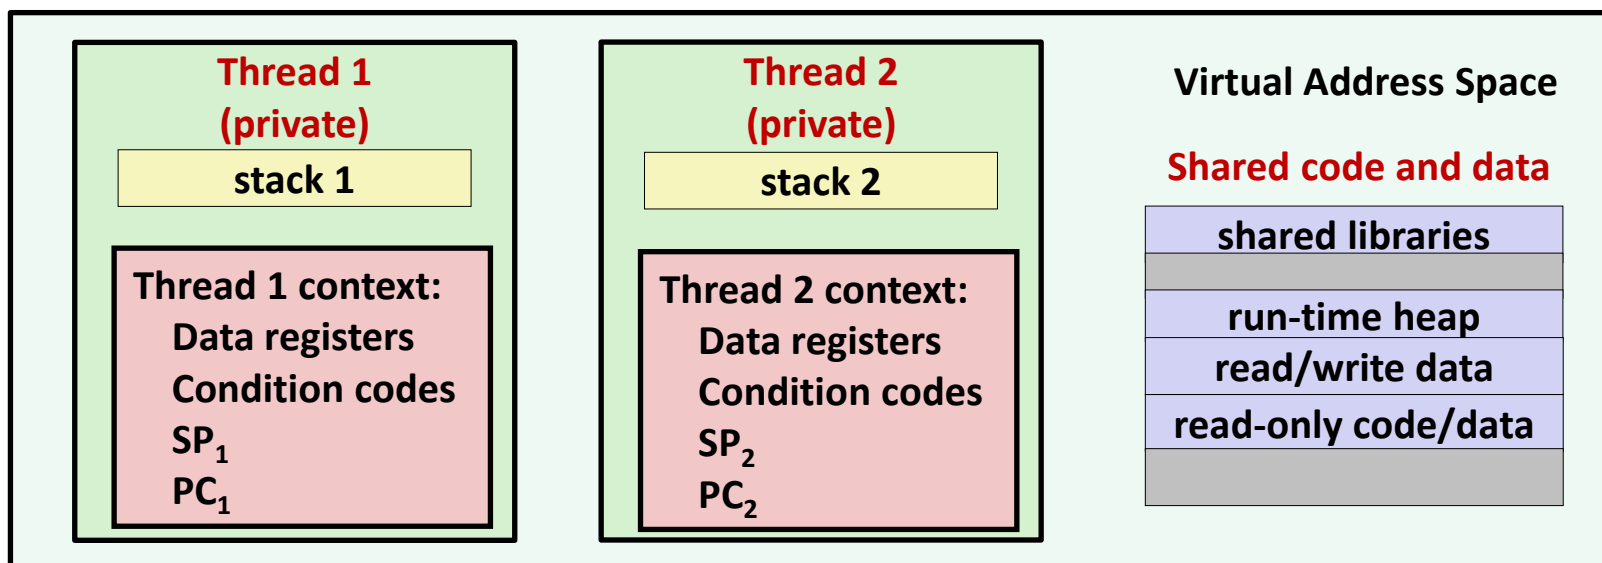 Thread 1
(private)
stack 1
Thread 1 context:
Data registers
Condition codes
SP₁
PC₁
Thread 2
(private)
stack 2
Thread 2 context:
Data registers
Condition codes
SP₂
PC₂
Virtual Address Space
Shared code and data
shared libraries
run-time heap
read/write data
read-only code/data